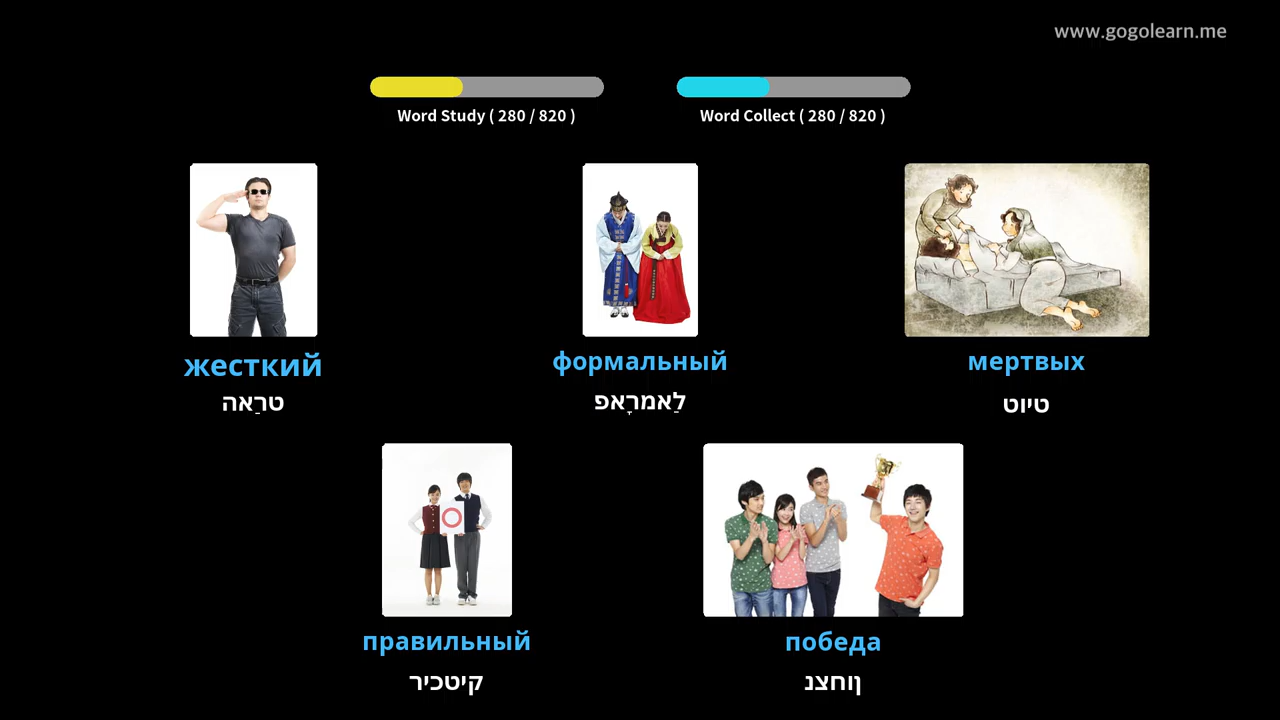 www.gogolearn.me
Word Study ( 280 / 820 )
Word Collect ( 280 / 820 )
жесткий
טרַאה
формальный
לַאמרָאפ
мертвых
טיוט
правильный
קיטכיר
победа
ןוחצנ